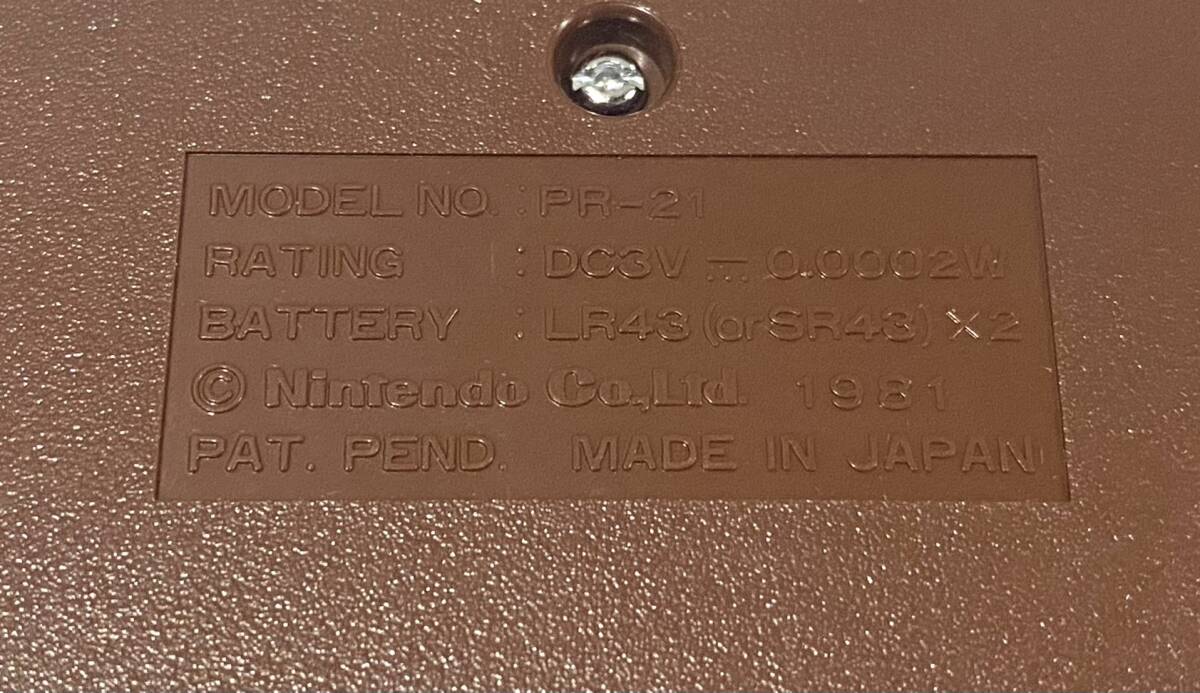 MODEL NO. : PR-21
RATING : DC3V ⎓ 0.0002W
BATTERY : LR43 (or SR43) × 2
© Nintendo Co.,Ltd. 1981
PAT. PEND. MADE IN JAPAN